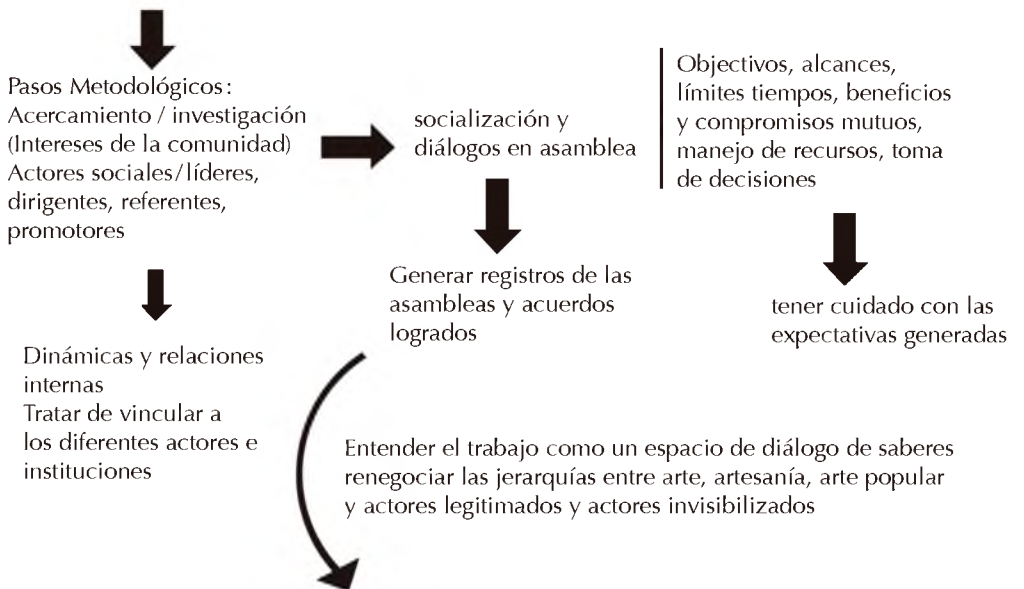 Pasos Metodológicos:
Acercamiento / investigación
(Intereses de la comunidad)
Actores sociales/líderes,
dirigentes, referentes,
promotores
socialización y
diálogos en asamblea
Objectivos, alcances,
límites tiempos, beneficios
y compromisos mutuos,
manejo de recursos, toma
de decisiones
Generar registros de las
asambleas y acuerdos
logrados
tener cuidado con las
expectativas generadas
Dinámicas y relaciones
internas
Tratar de vincular a
los diferentes actores e
instituciones
Entender el trabajo como un espacio de diálogo de saberes
renegociar las jerarquías entre arte, artesanía, arte popular
y actores legitimados y actores invisibilizados